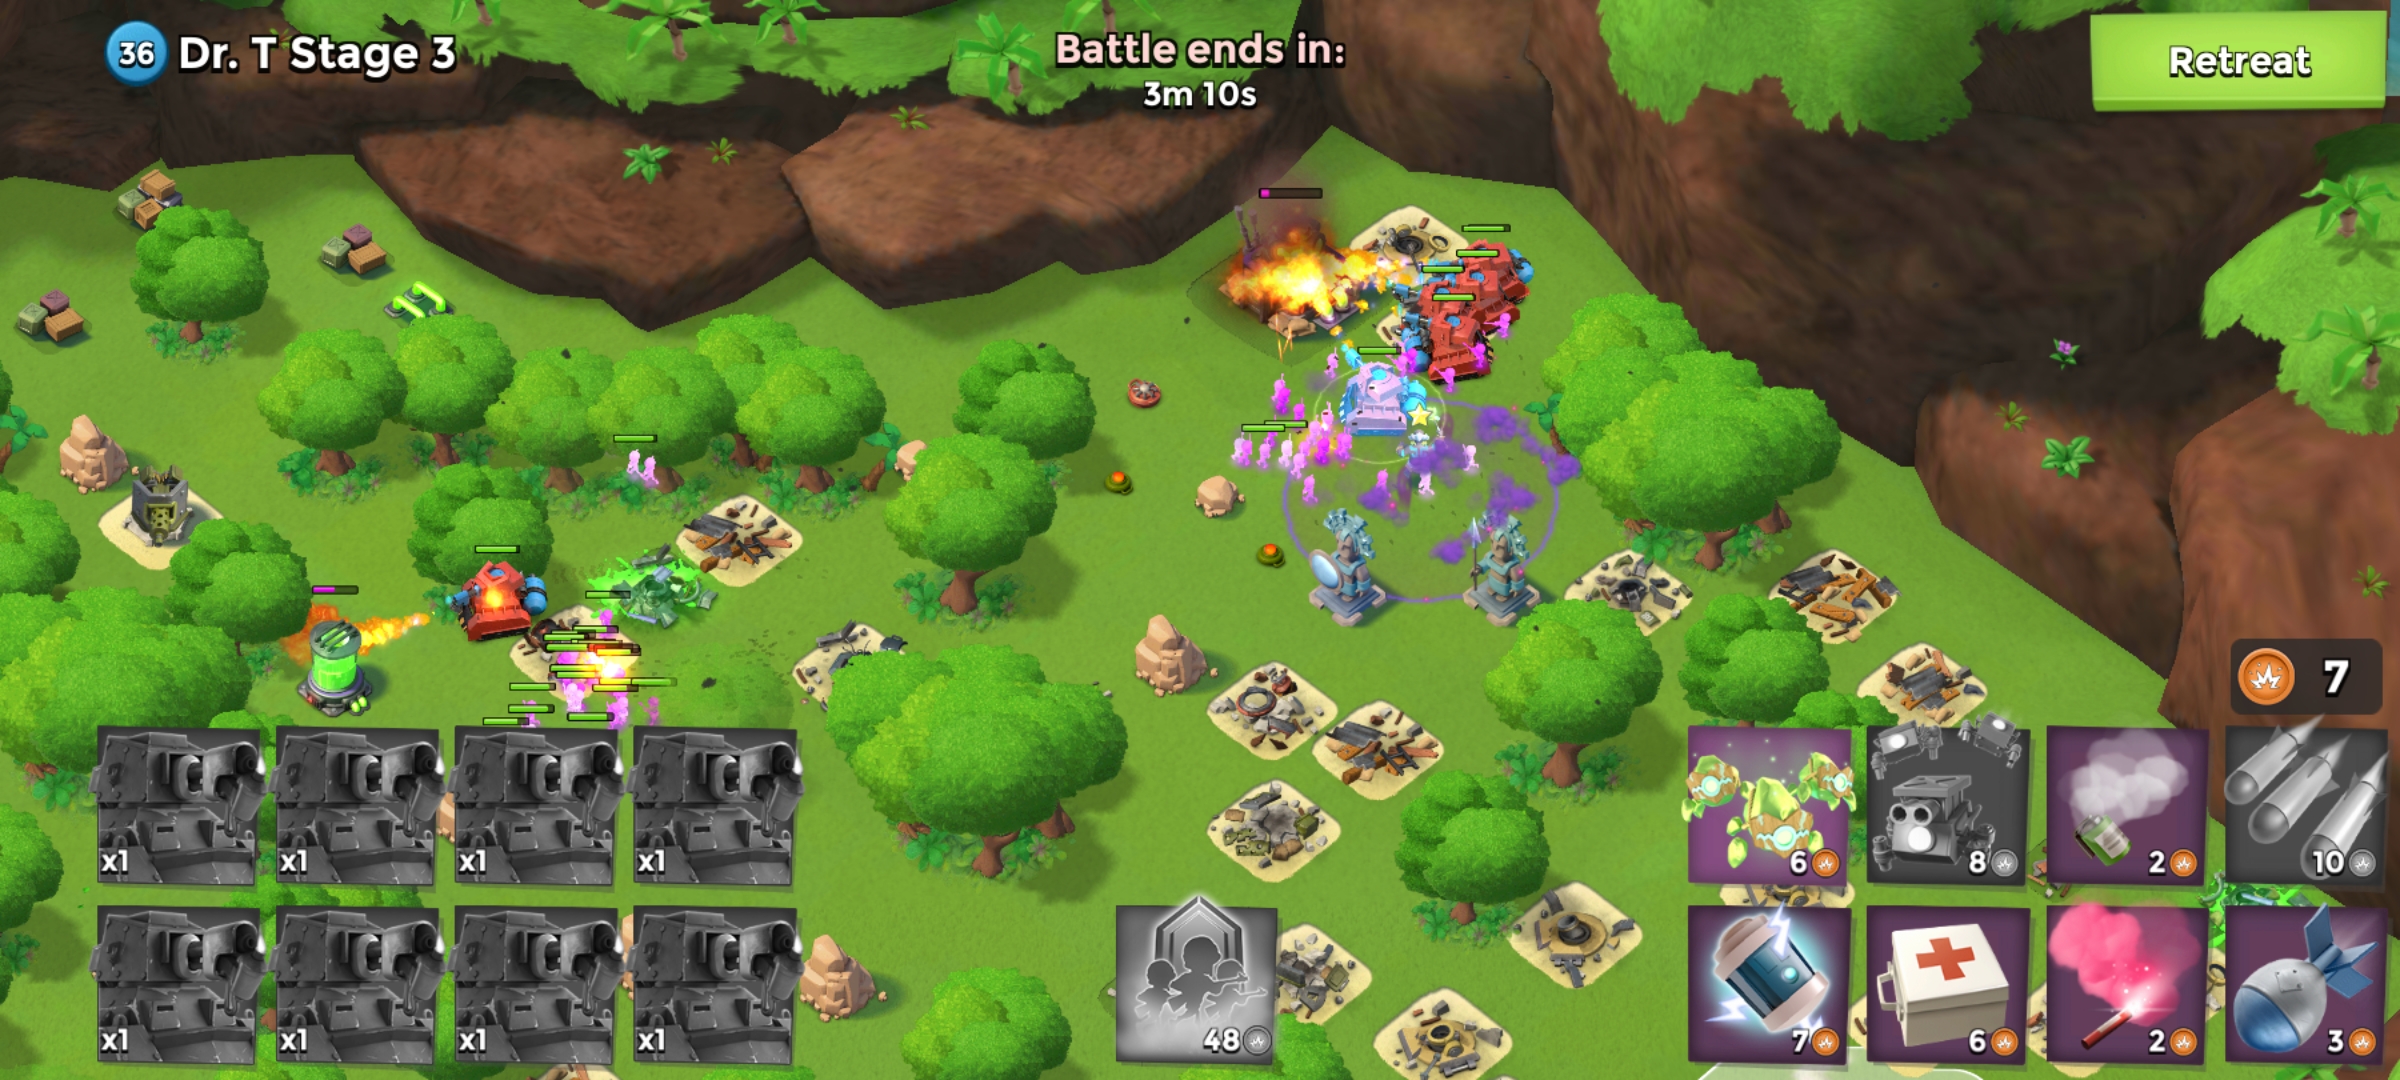 36 Dr. T Stage 3
Battle ends in:
3m 10s
Retreat
7
x1 x1 x1 x1
6 8 2 10
x1 x1 x1 x1
48
7 6 2 3